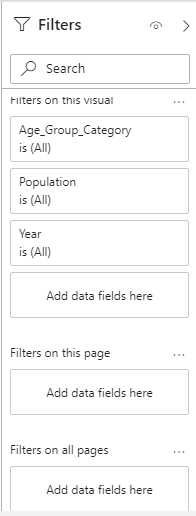 Filters
Search
Filters on this visual
...
Age_Group_Category
is (All)
Population
is (All)
Year
is (All)
Add data fields here
Filters on this page
...
Add data fields here
Filters on all pages
...
Add data fields here